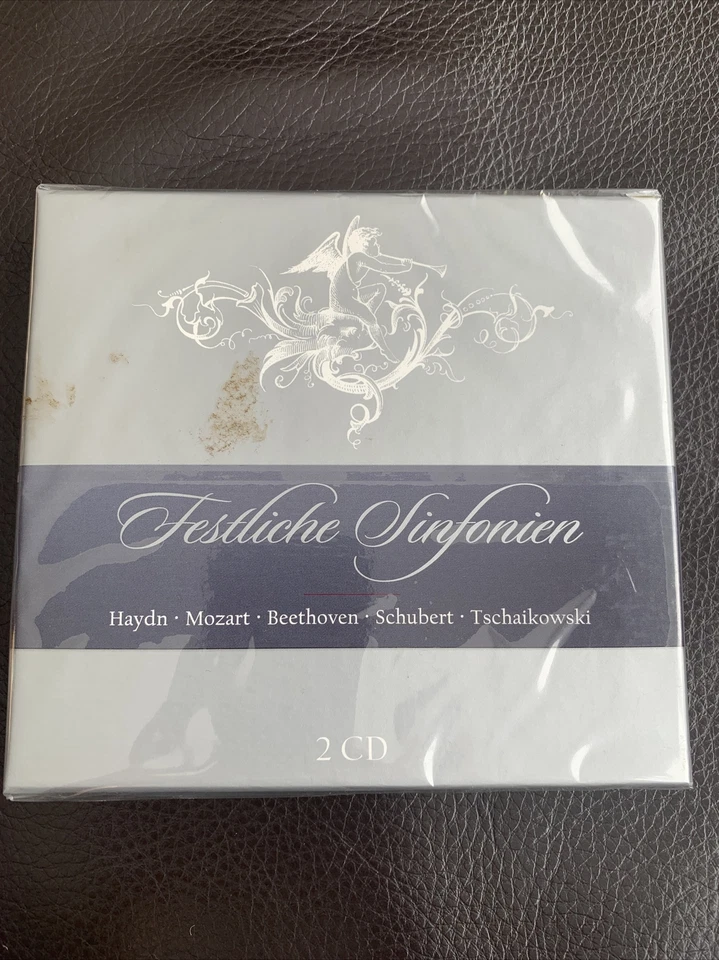 Festliche Sinfonien
Haydn · Mozart · Beethoven · Schubert · Tschaikowski
2 CD